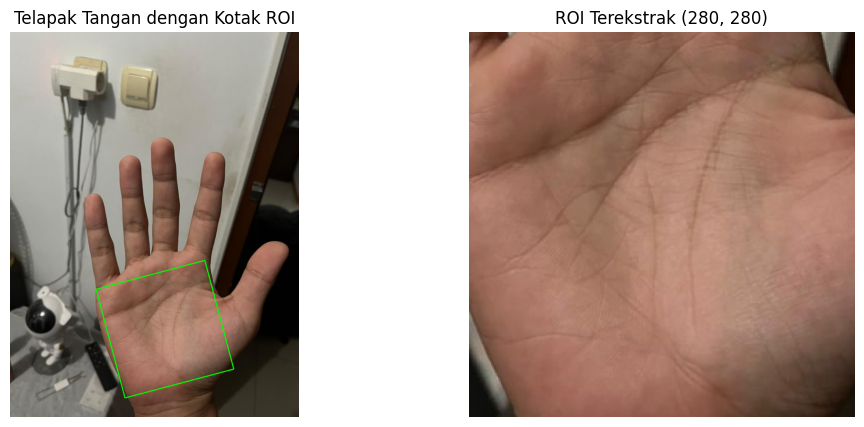 Telapak Tangan dengan Kotak ROI
ROI Terekstrak (280, 280)